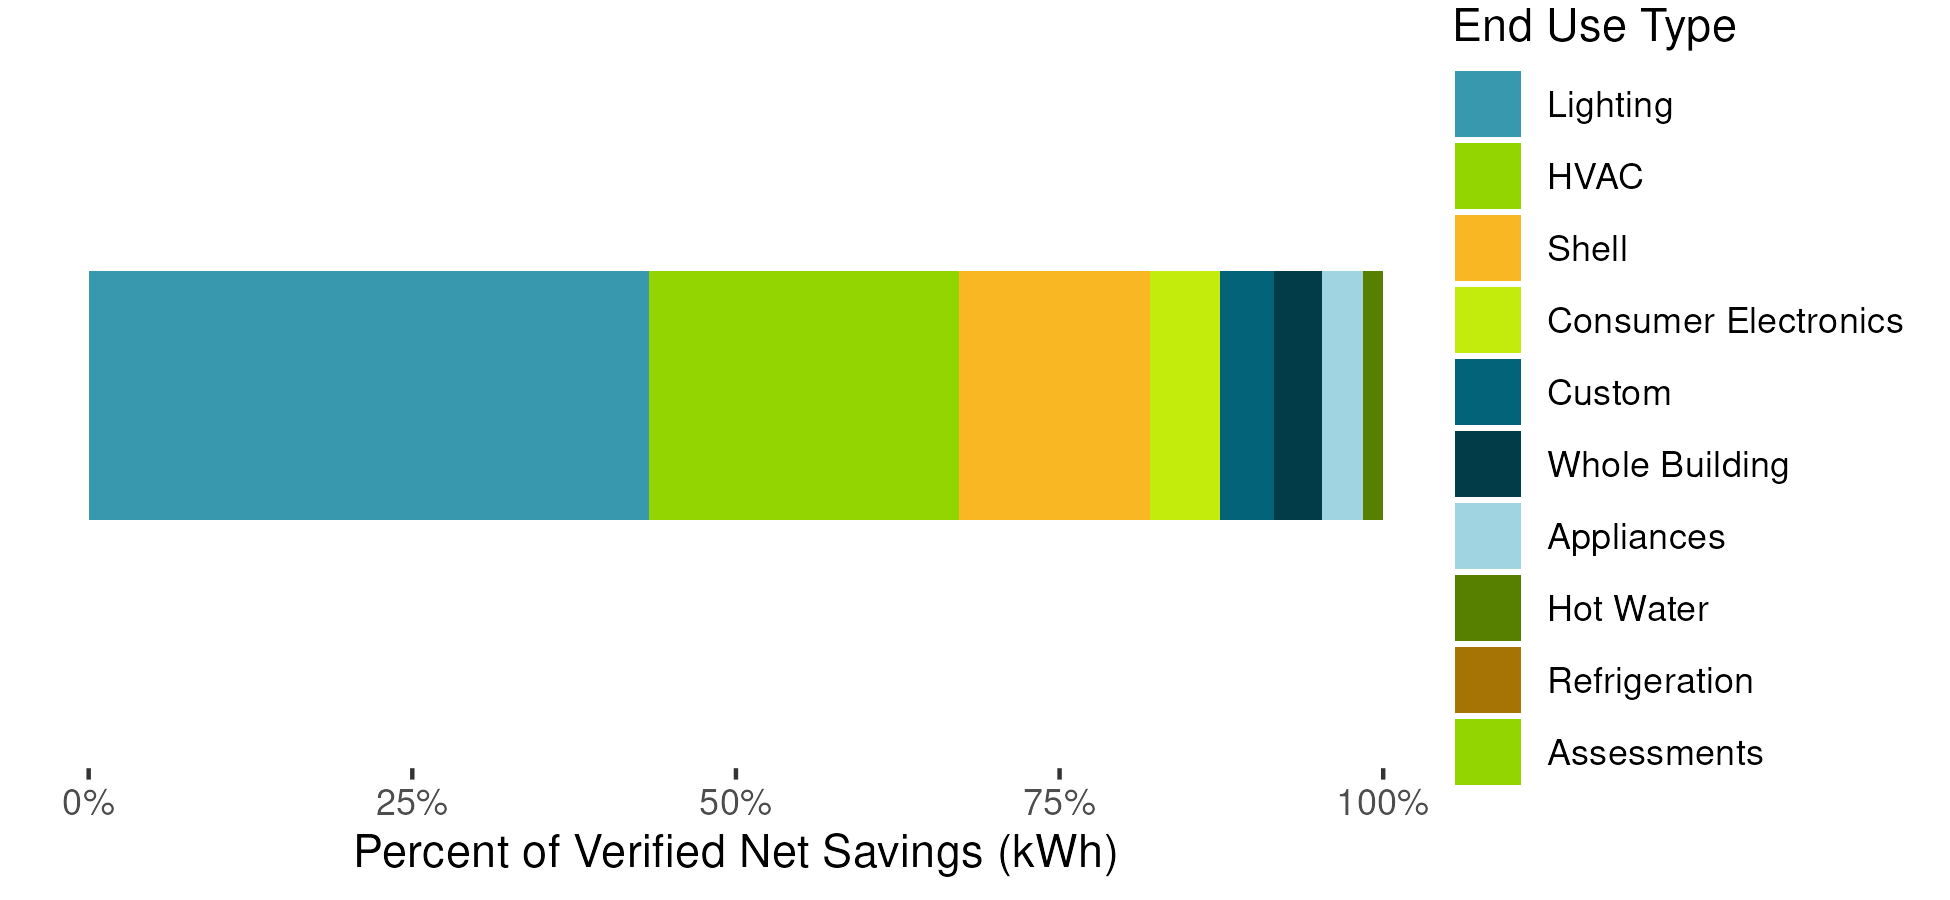 End Use Type
Lighting
HVAC
Shell
Consumer Electronics
Custom
Whole Building
Appliances
Hot Water
Refrigeration
Assessments
0% 25% 50% 75% 100%
Percent of Verified Net Savings (kWh)